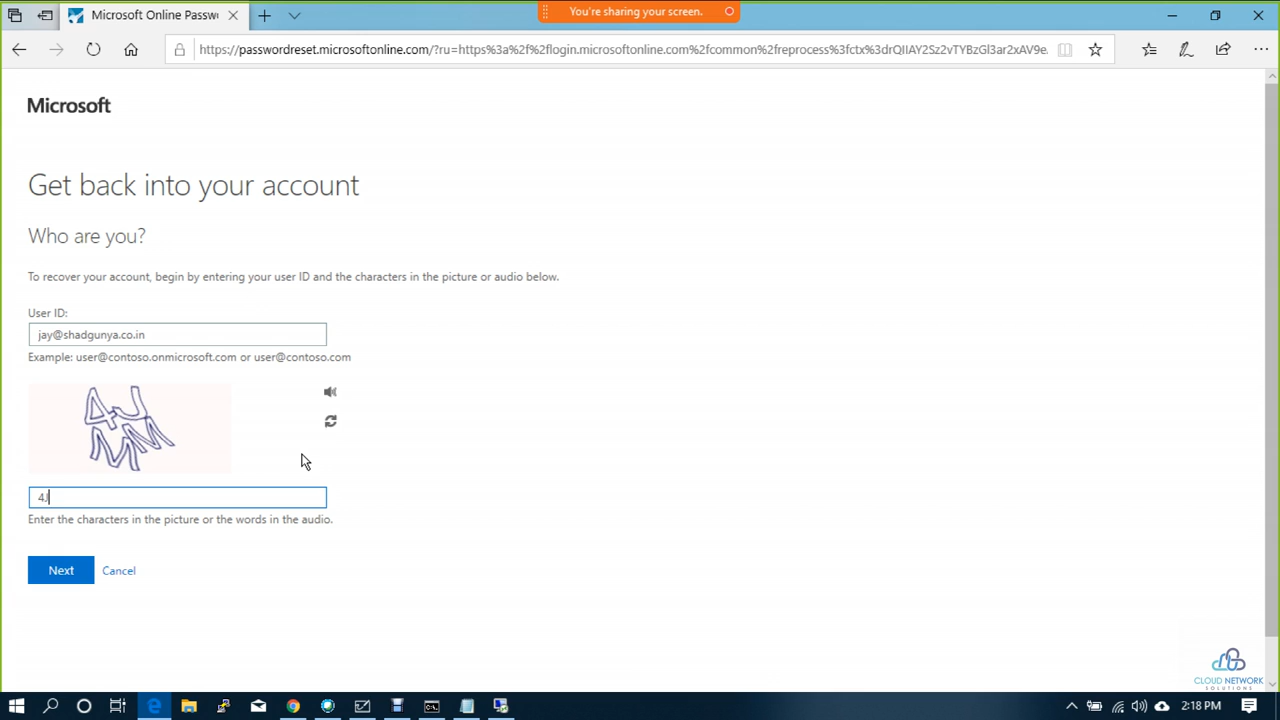 Microsoft Online Passwo
You're sharing your screen.
https://passwordreset.microsoftonline.com/?ru=https%3a%2f%2flogin.microsoftonline.com%2fcommon%2freprocess%3fctx%3drQIIAY2Sz2vTYBzGl3ar2xAV9e.
Microsoft
Get back into your account
Who are you?
To recover your account, begin by entering your user ID and the characters in the picture or audio below.
User ID:
jay@shadgunya.co.in
Example: user@contoso.onmicrosoft.com or user@contoso.com
4J
Enter the characters in the picture or the words in the audio.
Next Cancel
CLOUD NETWORK
SOLUTIONS
2:18 PM